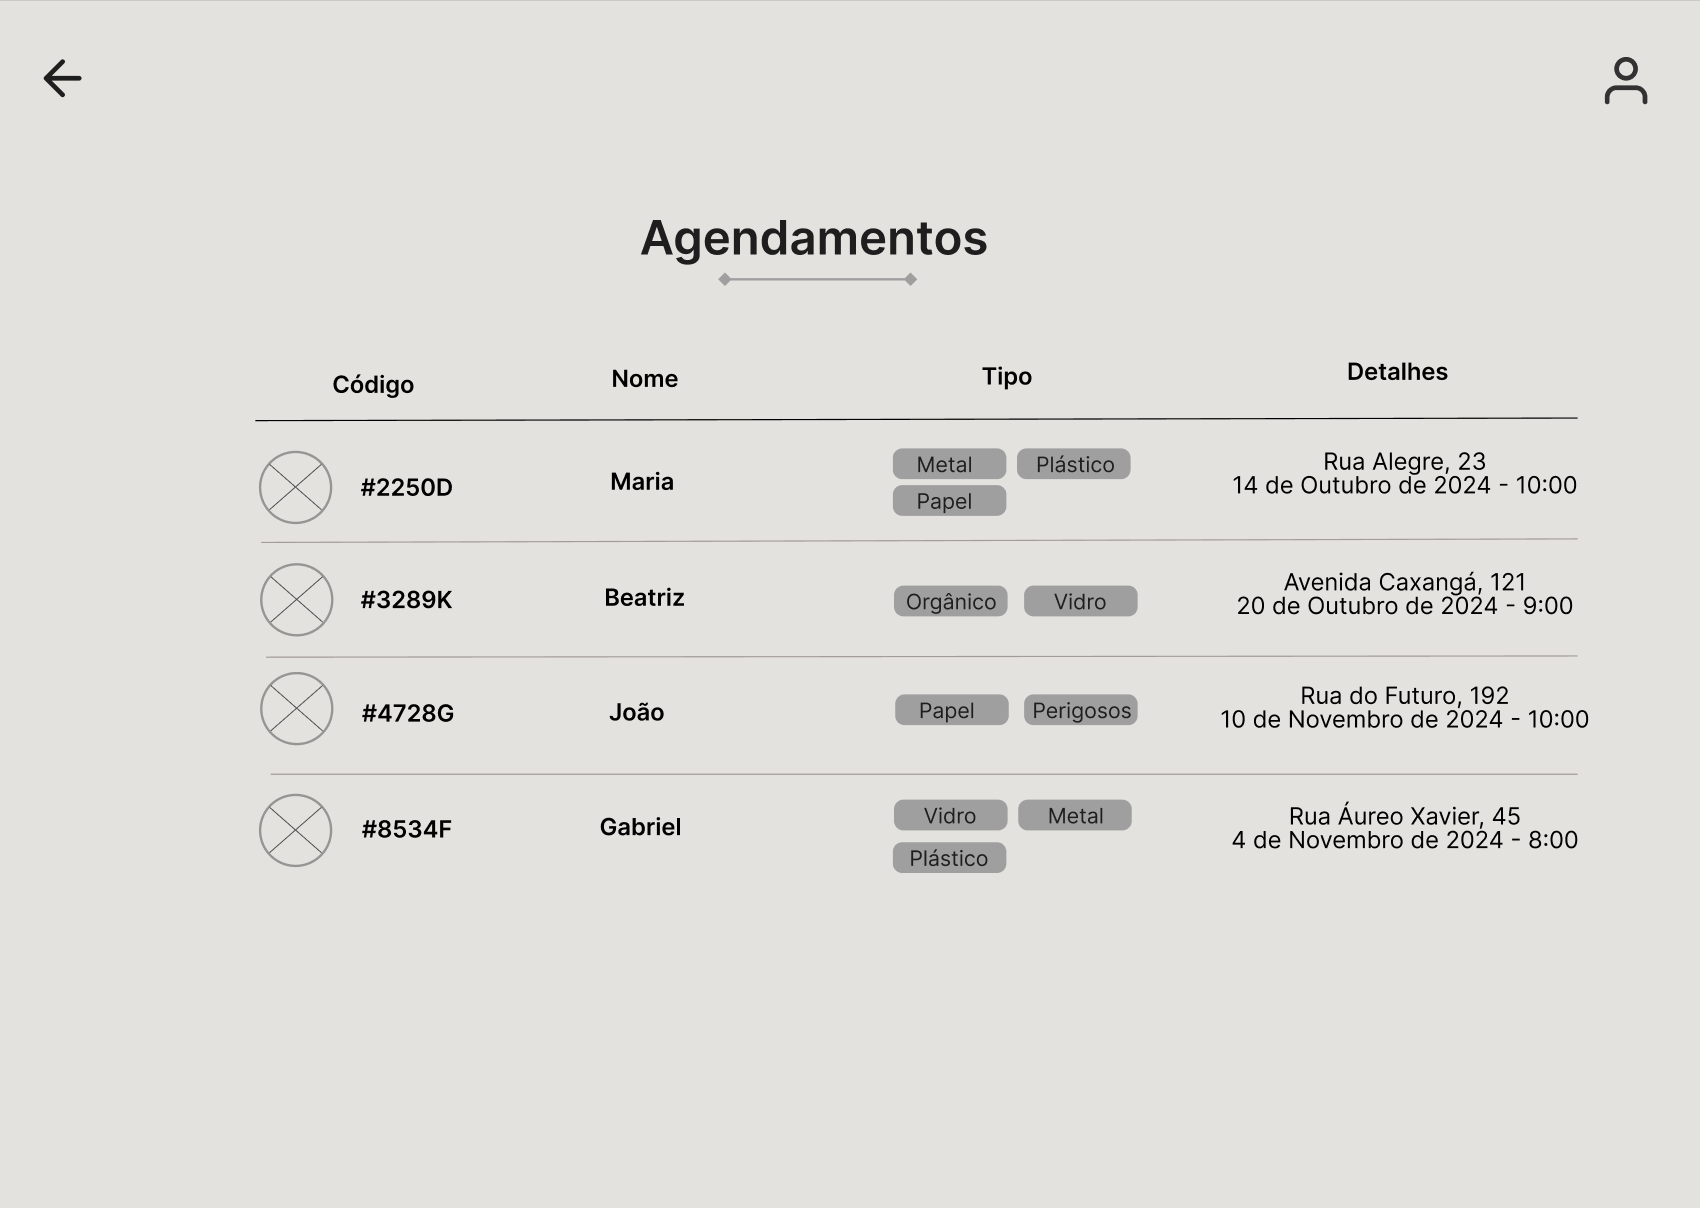 Agendamentos
Código Nome Tipo Detalhes
#2250D Maria Metal Plástico Papel Rua Alegre, 23
14 de Outubro de 2024 - 10:00
#3289K Beatriz Orgânico Vidro Avenida Caxangá, 121
20 de Outubro de 2024 - 9:00
#4728G João Papel Perigosos Rua do Futuro, 192
10 de Novembro de 2024 - 10:00
#8534F Gabriel Vidro Metal Plástico Rua Áureo Xavier, 45
4 de Novembro de 2024 - 8:00